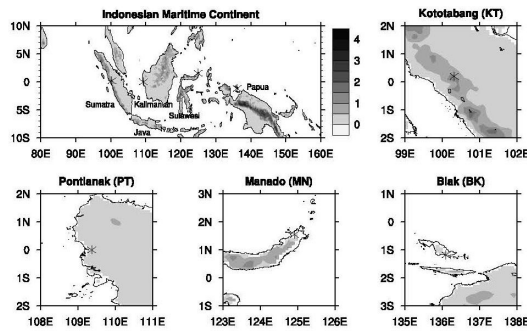 Indonesian Maritime Continent
10N
5N
0
5S
10S
80E 90E 100E 110E 120E 130E 140E 150E 160E
Sumatra
Kalimantan
Sulawesi
Java
Papua
4
3
2
1
0
Kototabang (KT)
2N
1N
0
1S
2S
99E 100E 101E 102E
Pontianak (PT)
2N
1N
0
1S
2S
108E 109E 110E 111E
Manado (MN)
3N
2N
1N
0
1S
123E 124E 125E 126E
Biak (BK)
1N
0
1S
2S
3S
135E 136E 137E 138E